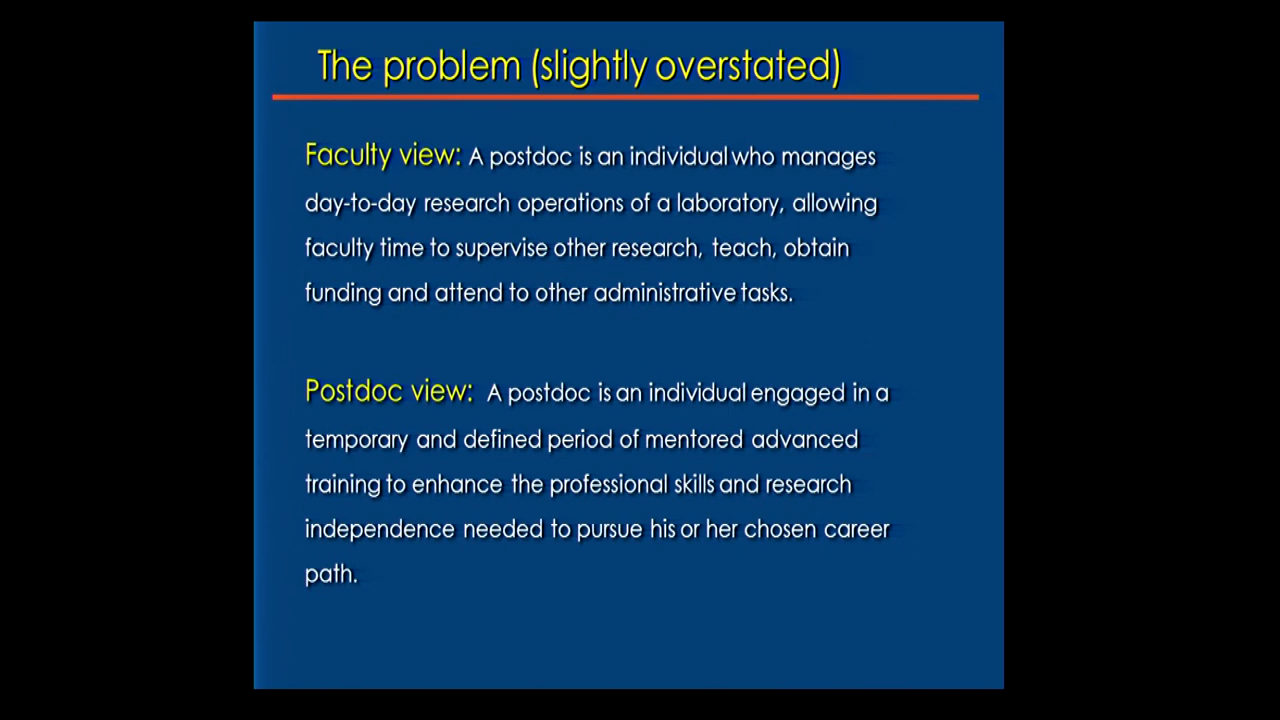 The problem (slightly overstated)
Faculty view: A postdoc is an individual who manages
day-to-day research operations of a laboratory, allowing
faculty time to supervise other research, teach, obtain
funding and attend to other administrative tasks.
Postdoc view: A postdoc is an individual engaged in a
temporary and defined period of mentored advanced
training to enhance the professional skills and research
independence needed to pursue his or her chosen career
path.